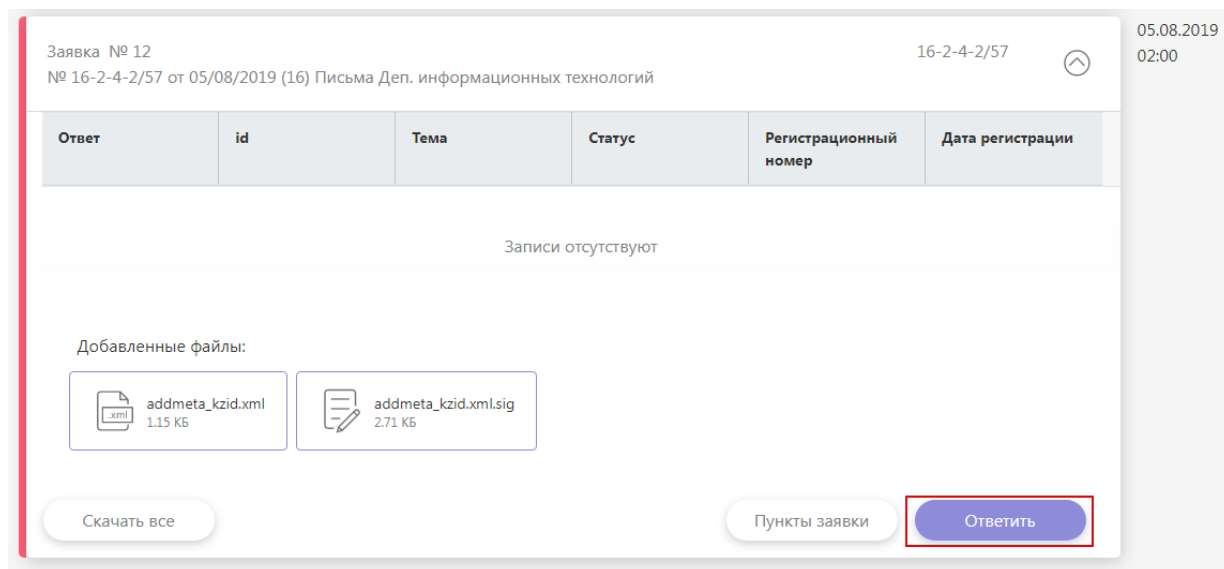 Заявка № 12
16-2-4-2/57
№ 16-2-4-2/57 от 05/08/2019 (16) Письма Деп. информационных технологий
05.08.2019
02:00
Ответ id Тема Статус Регистрационный номер Дата регистрации
Записи отсутствуют
Добавленные файлы:
.xml
addmeta_kzid.xml
1.15 КБ
addmeta_kzid.xml.sig
2.71 КБ
Скачать все
Пункты заявки
Ответить